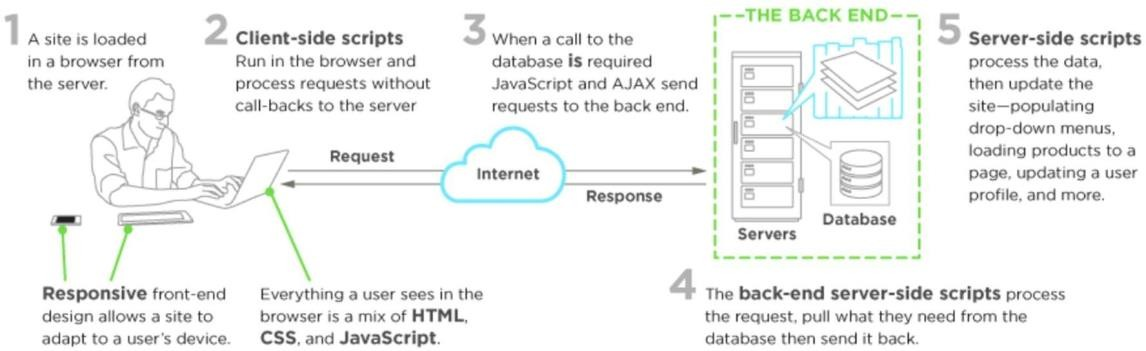 1
A site is loaded
in a browser from
the server.
2
Client-side scripts
Run in the browser and
process requests without
call-backs to the server
3
When a call to the
database is required
JavaScript and AJAX send
requests to the back end.
THE BACK END
5
Server-side scripts
process the data,
then update the
site—populating
drop-down menus,
loading products to a
page, updating a user
profile, and more.
Request
Internet
Response
Servers
Database
Responsive front-end
design allows a site to
adapt to a user's device.
Everything a user sees in the
browser is a mix of HTML,
CSS, and JavaScript.
4
The back-end server-side scripts process
the request, pull what they need from the
database then send it back.